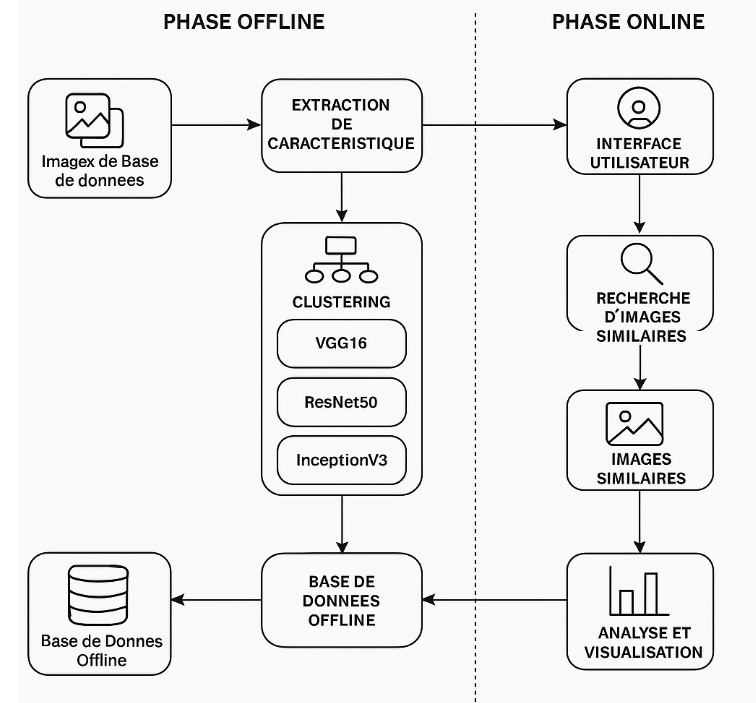 PHASE OFFLINE
PHASE ONLINE
Imagex de Base
de donnees
EXTRACTION
DE
CARACTERISTIQUE
INTERFACE
UTILISATEUR
CLUSTERING
VGG16
ResNet50
InceptionV3
RECHERCHE
D'IMAGES
SIMILAIRES
IMAGES
SIMILAIRES
Base de Donnes
Offline
BASE DE
DONNEES
OFFLINE
ANALYSE ET
VISUALISATION